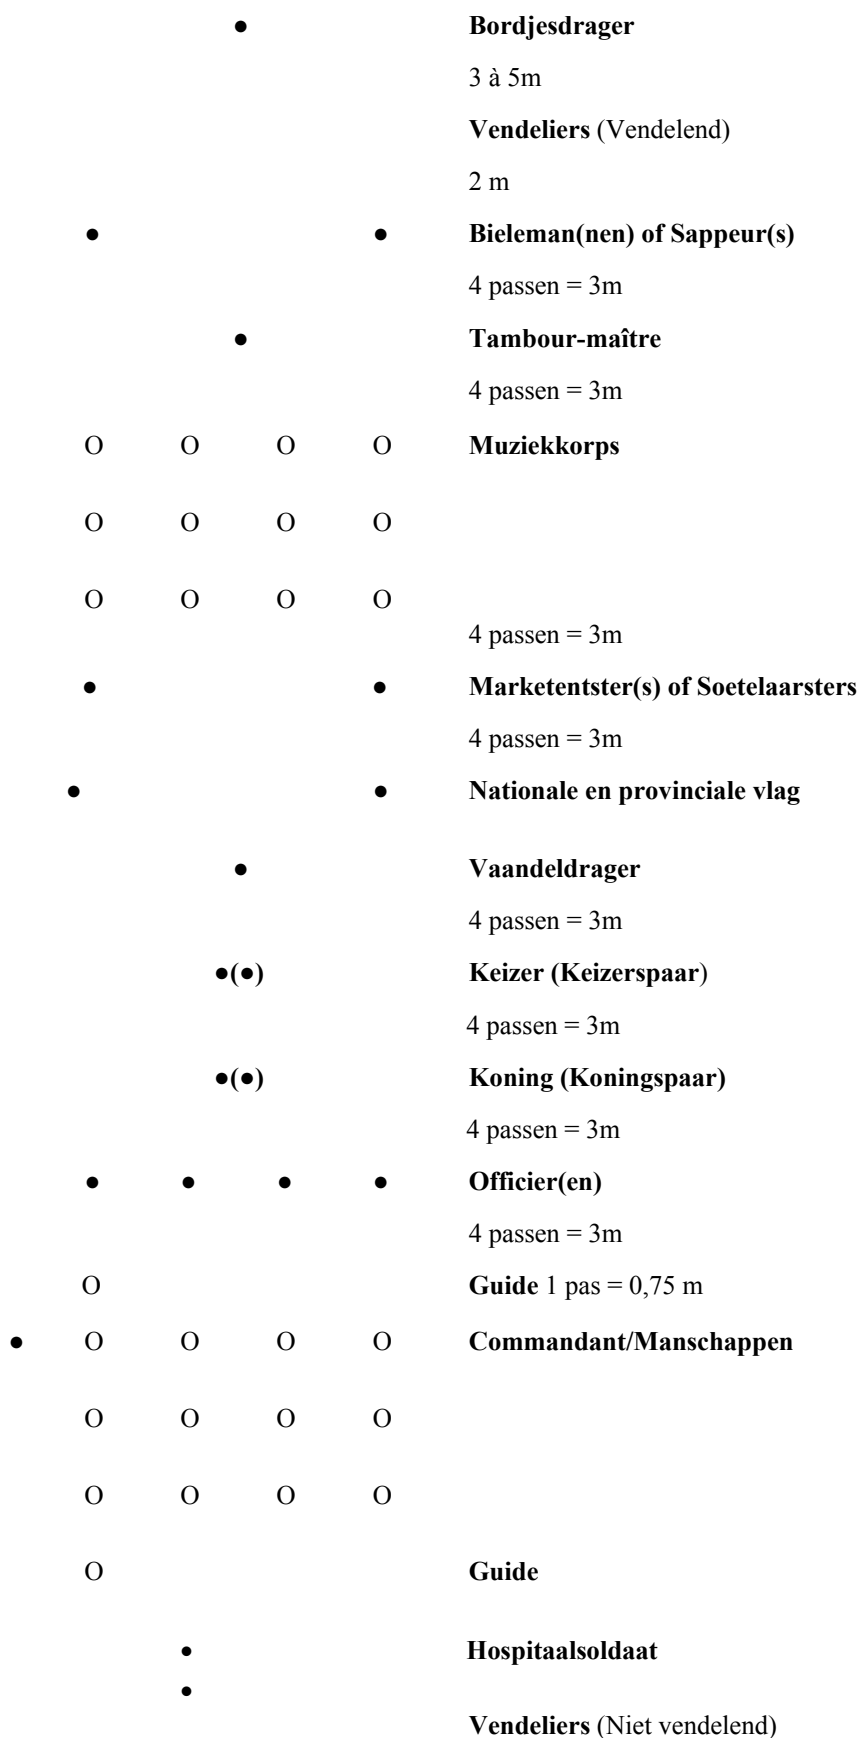 ● Bordjesdrager
3 à 5m
Vendeliers (Vendelend)
2 m
● ● Bieleman(nen) of Sappeur(s)
4 passen = 3m
● Tambour-maître
4 passen = 3m
O O O O Muziekkorps
O O O O
O O O O
4 passen = 3m
● ● Marketentster(s) of Soetelaarsters
4 passen = 3m
● ● Nationale en provinciale vlag
● Vaandeldrager
4 passen = 3m
●(●) Keizer (Keizerspaar)
4 passen = 3m
●(●) Koning (Koningspaar)
4 passen = 3m
● ● ● ● Officier(en)
4 passen = 3m
O Guide 1 pas = 0,75 m
● O O O O Commandant/Manschappen
O O O O
O O O O
O Guide
● Hospitaalsoldaat
●
Vendeliers (Niet vendelend)